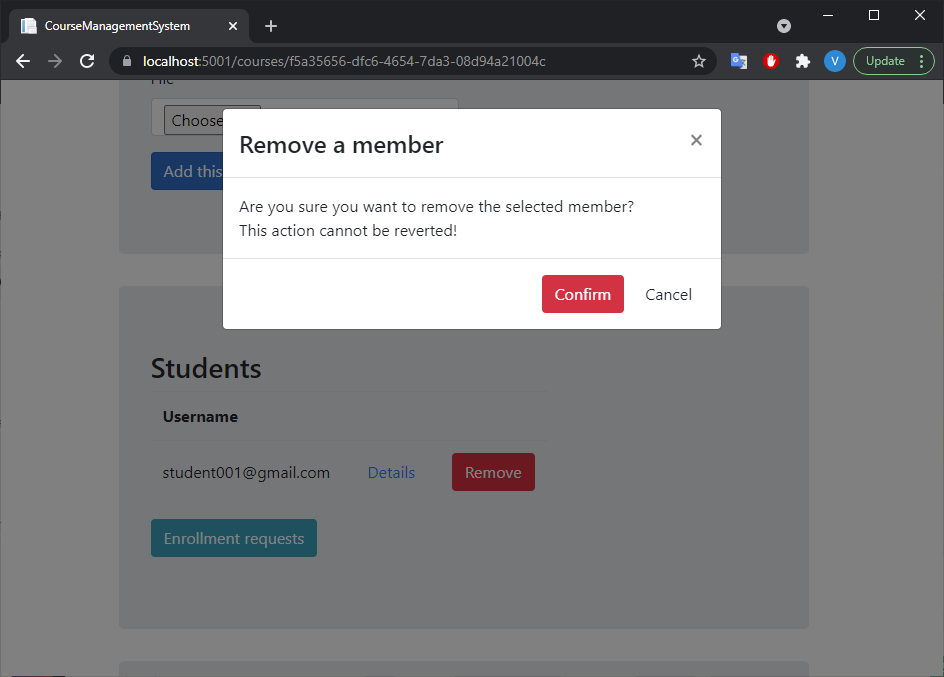 CourseManagementSystem
localhost:5001/courses/f5a35656-dfc6-4654-7da3-08d94a21004c
V
Update
File
Choose
Add this
Remove a member
×
Are you sure you want to remove the selected member?
This action cannot be reverted!
Confirm Cancel
Students
Username
student001@gmail.com Details Remove
Enrollment requests